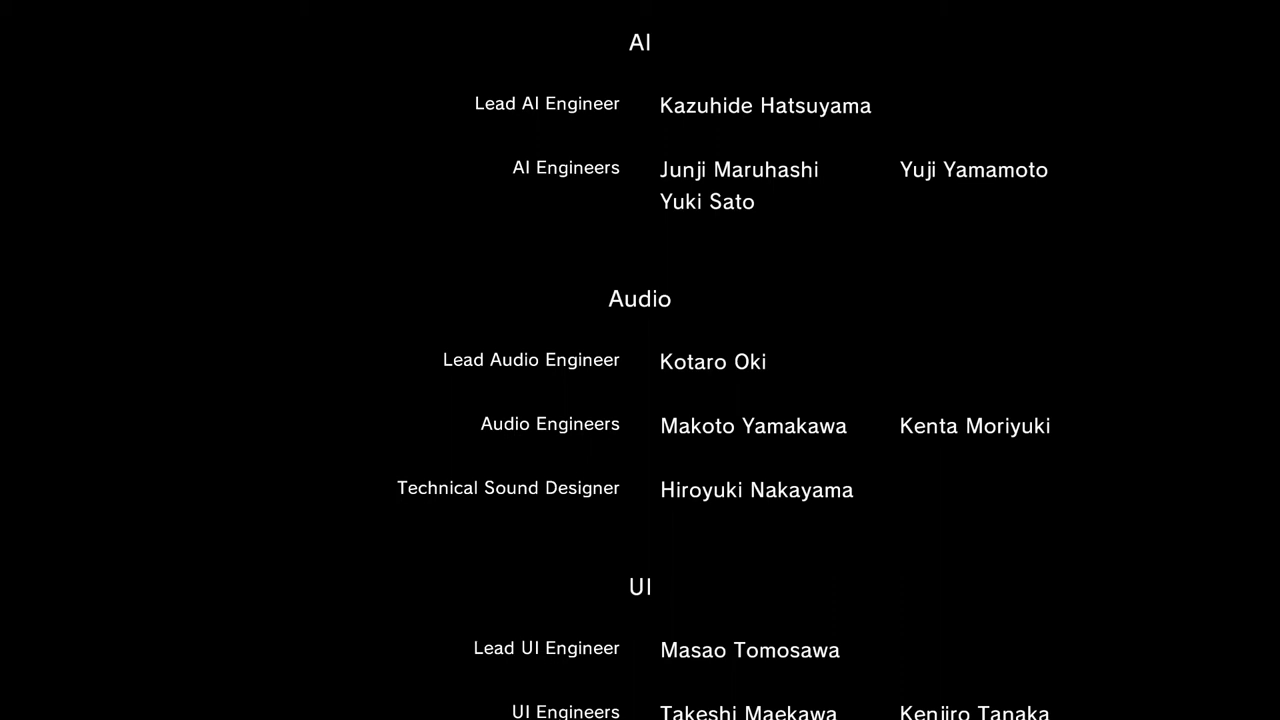 AI
Lead AI Engineer Kazuhide Hatsuyama
AI Engineers Junji Maruhashi Yuji Yamamoto
Yuki Sato
Audio
Lead Audio Engineer Kotaro Oki
Audio Engineers Makoto Yamakawa Kenta Moriyuki
Technical Sound Designer Hiroyuki Nakayama
UI
Lead UI Engineer Masao Tomosawa
UI Engineers Takeshi Maekawa Kenjiro Tanaka